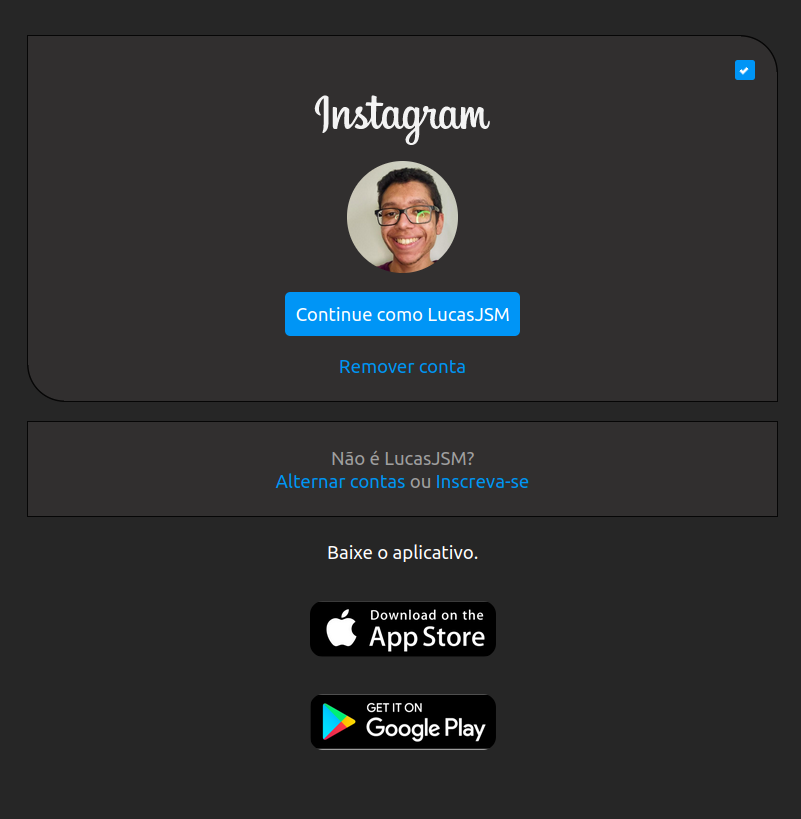 Instagram
Continue como LucasJSM
Remover conta
Não é LucasJSM?
Alternar contas ou Inscreva-se
Baixe o aplicativo.
Download on the
App Store
GET IT ON
Google Play